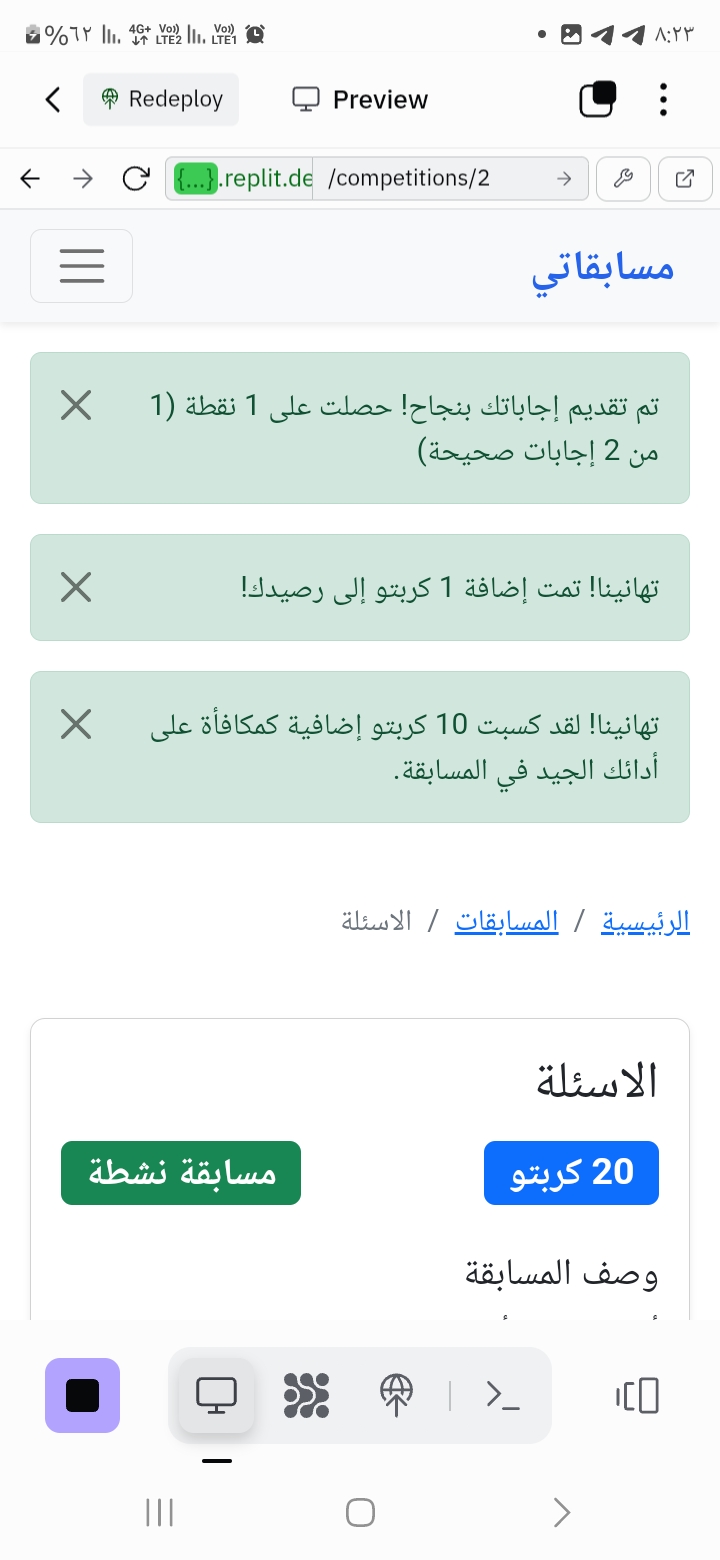 %٦٢ 4G+ Vo)) LTE2 Vo)) LTE1 ٨:٢٣
Redeploy Preview
{...}.replit.de /competitions/2
مسابقاتي
تم تقديم إجاباتك بنجاح! حصلت على 1 نقطة (1
من 2 إجابات صحيحة)
تهانينا! تمت إضافة 1 كربتو إلى رصيدك!
تهانينا! لقد كسبت 10 كربتو إضافية كمكافأة على
أدائك الجيد في المسابقة.
الرئيسية / المسابقات / الاسئلة
الاسئلة
20 كربتو مسابقة نشطة
وصف المسابقة